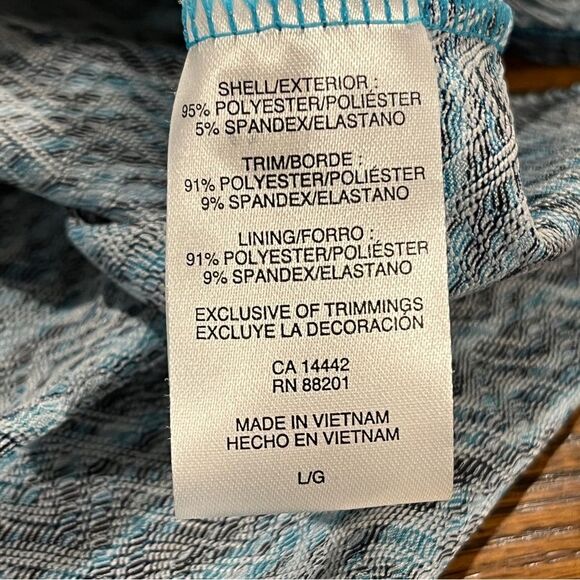 SHELL/EXTERIOR :
95% POLYESTER/POLIÉSTER
5% SPANDEX/ELASTANO
TRIM/BORDE :
91% POLYESTER/POLIÉSTER
9% SPANDEX/ELASTANO
LINING/FORRO :
91% POLYESTER/POLIÉSTER
9% SPANDEX/ELASTANO
EXCLUSIVE OF TRIMMINGS
EXCLUYE LA DECORACIÓN
CA 14442
RN 88201
MADE IN VIETNAM
HECHO EN VIETNAM
L/G